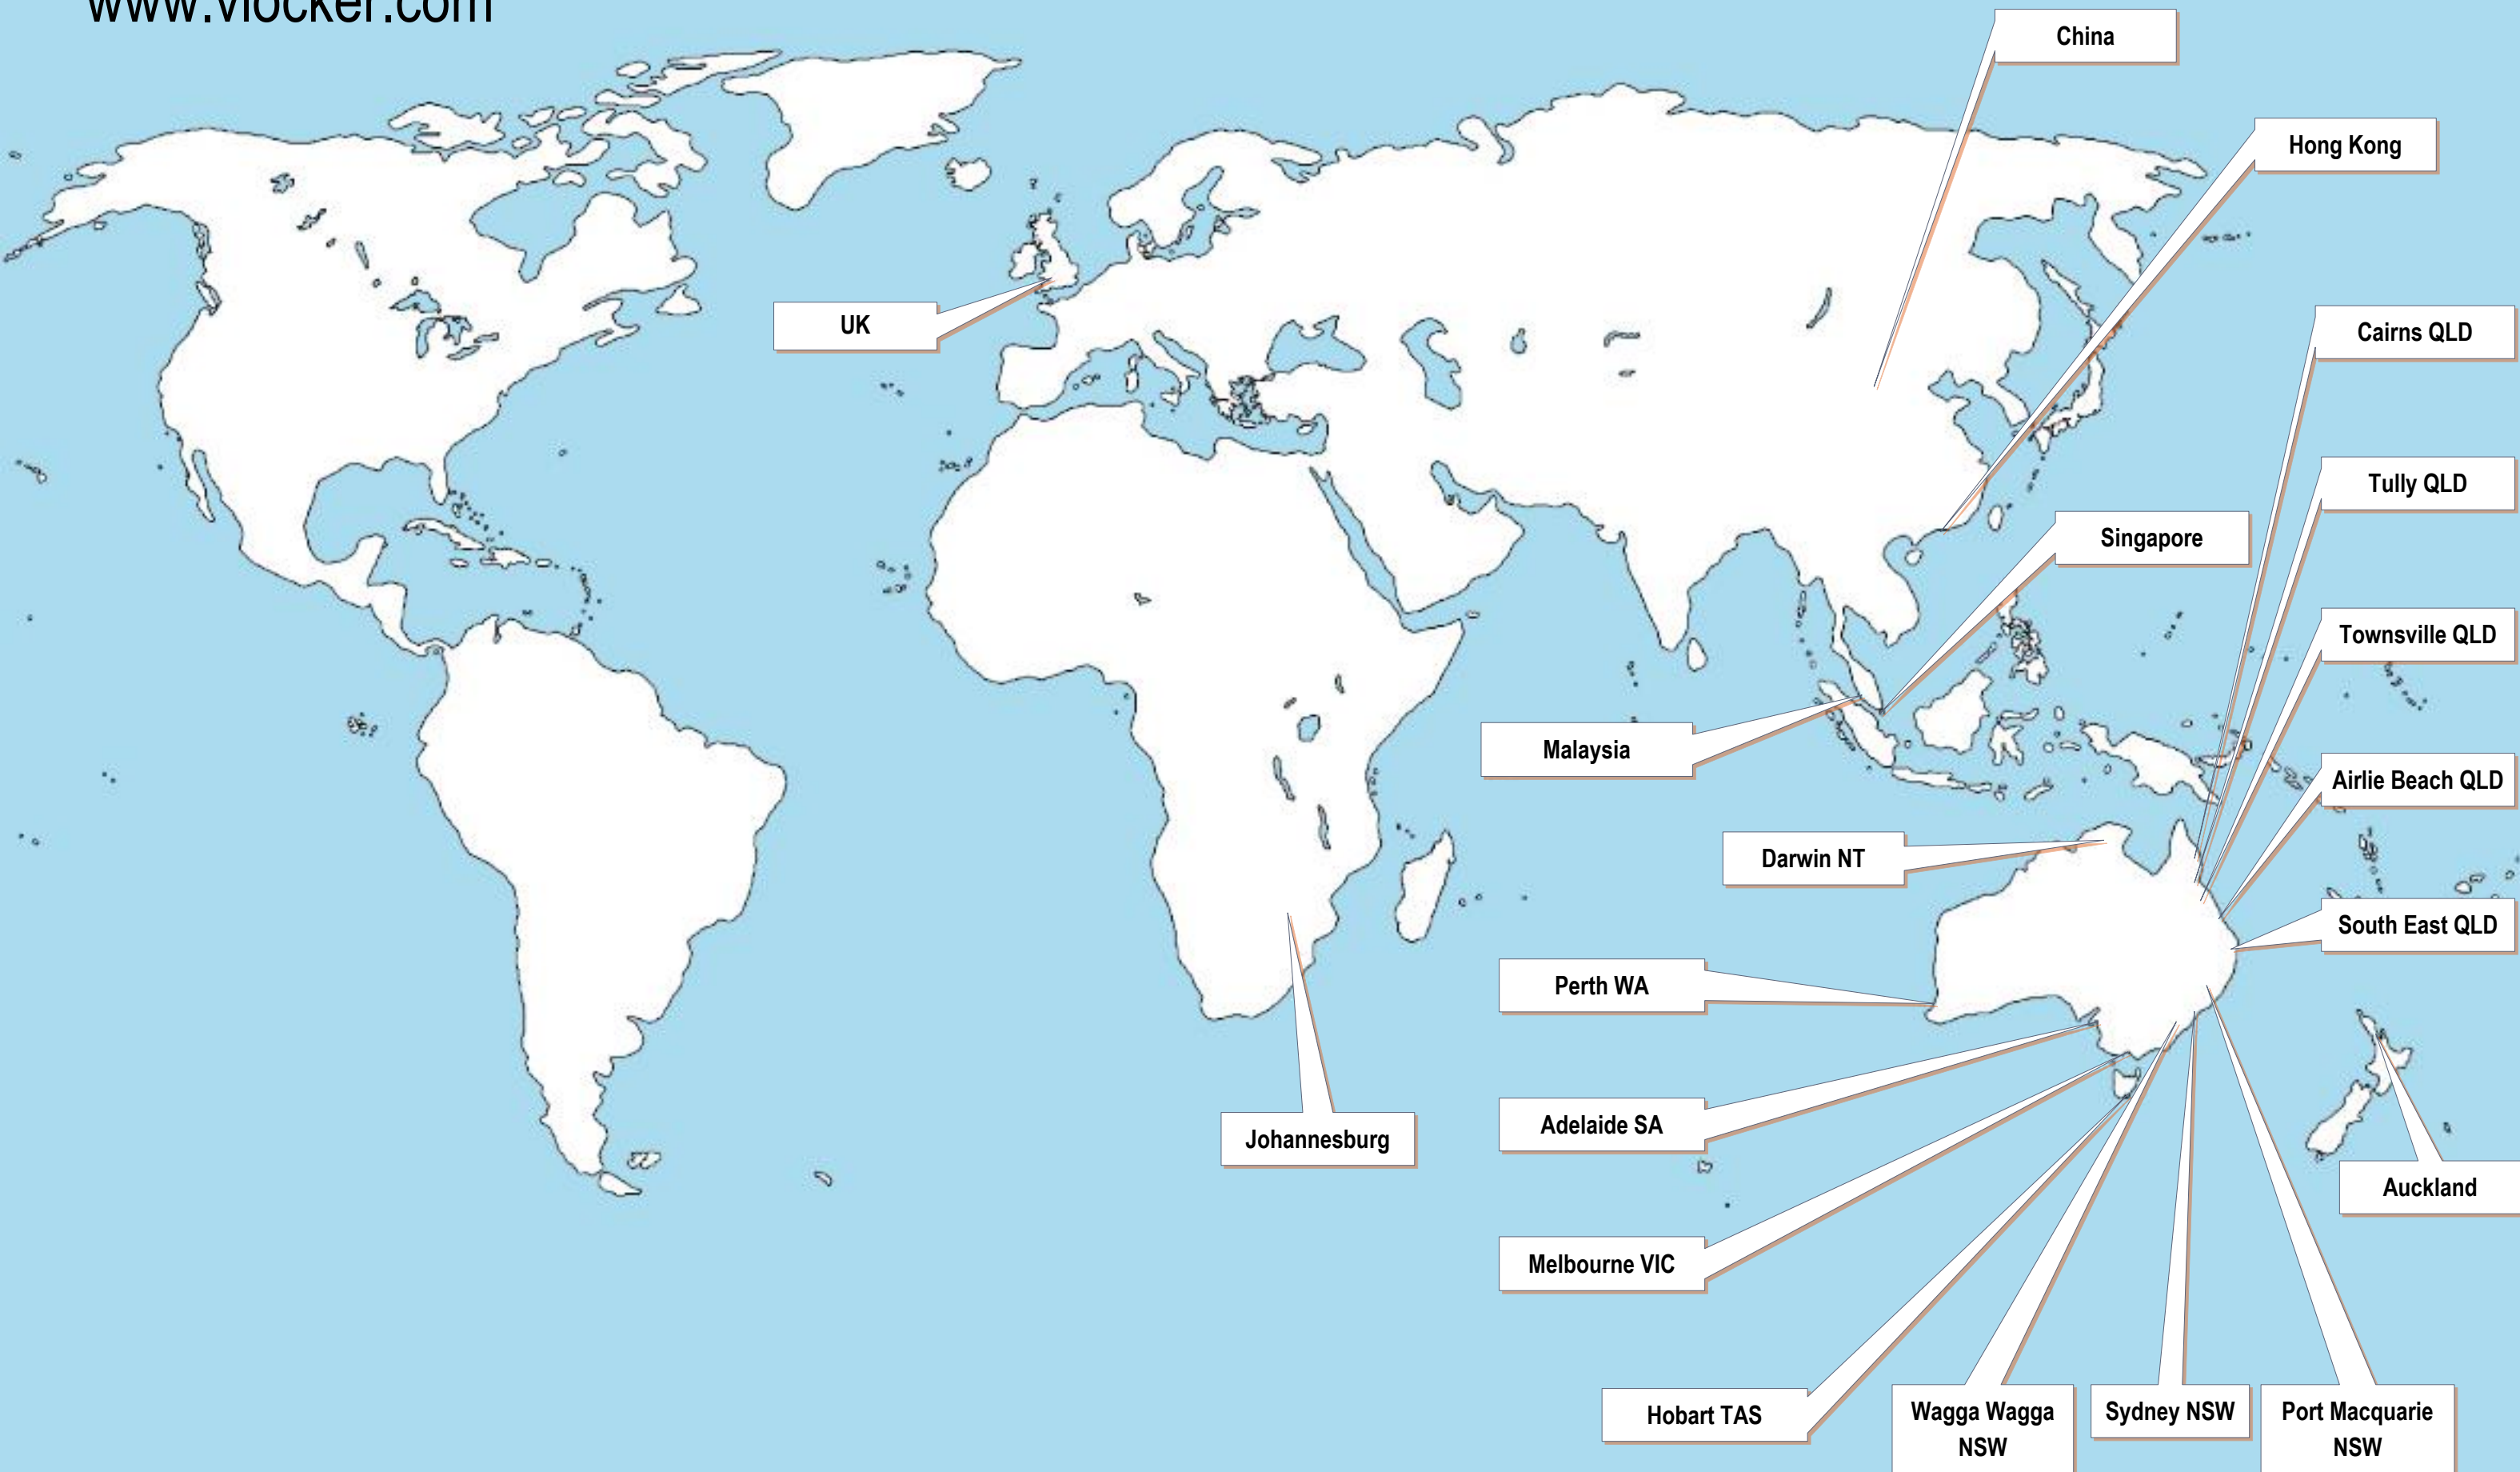 www.vlocker.com
China
Hong Kong
UK
Cairns QLD
Tully QLD
Singapore
Townsville QLD
Malaysia
Airlie Beach QLD
Darwin NT
South East QLD
Perth WA
Adelaide SA
Johannesburg
Auckland
Melbourne VIC
Hobart TAS
Wagga Wagga
NSW
Sydney NSW
Port Macquarie
NSW